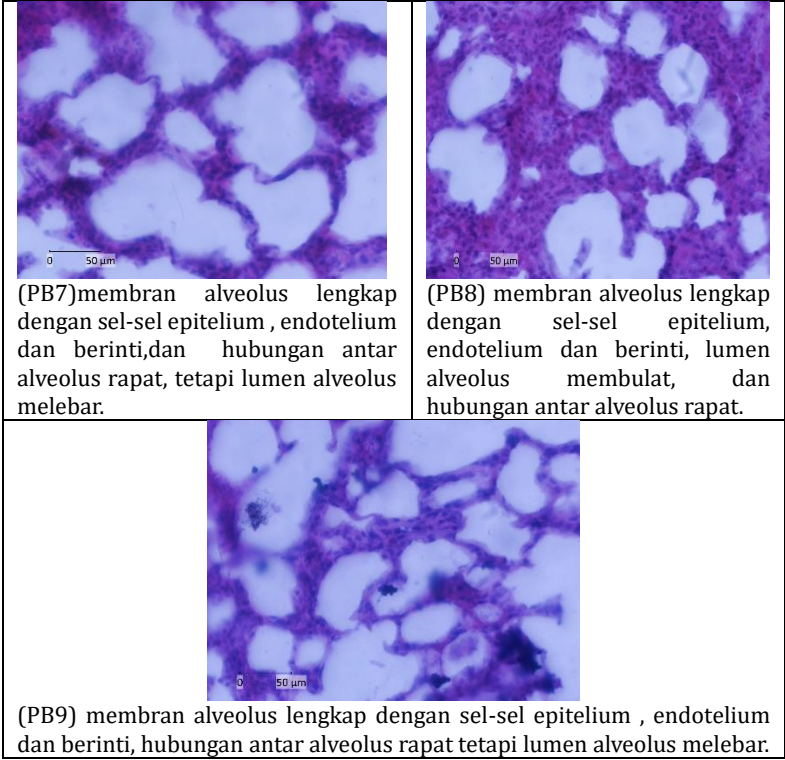 0 50 µm
0 50 µm
(PB7)membran alveolus lengkap
dengan sel-sel epitelium , endotelium
dan berinti,dan hubungan antar
alveolus rapat, tetapi lumen alveolus
melebar.
(PB8) membran alveolus lengkap
dengan sel-sel epitelium,
endotelium dan berinti, lumen
alveolus membulat, dan
hubungan antar alveolus rapat.
0 50 µm
(PB9) membran alveolus lengkap dengan sel-sel epitelium , endotelium
dan berinti, hubungan antar alveolus rapat tetapi lumen alveolus melebar.